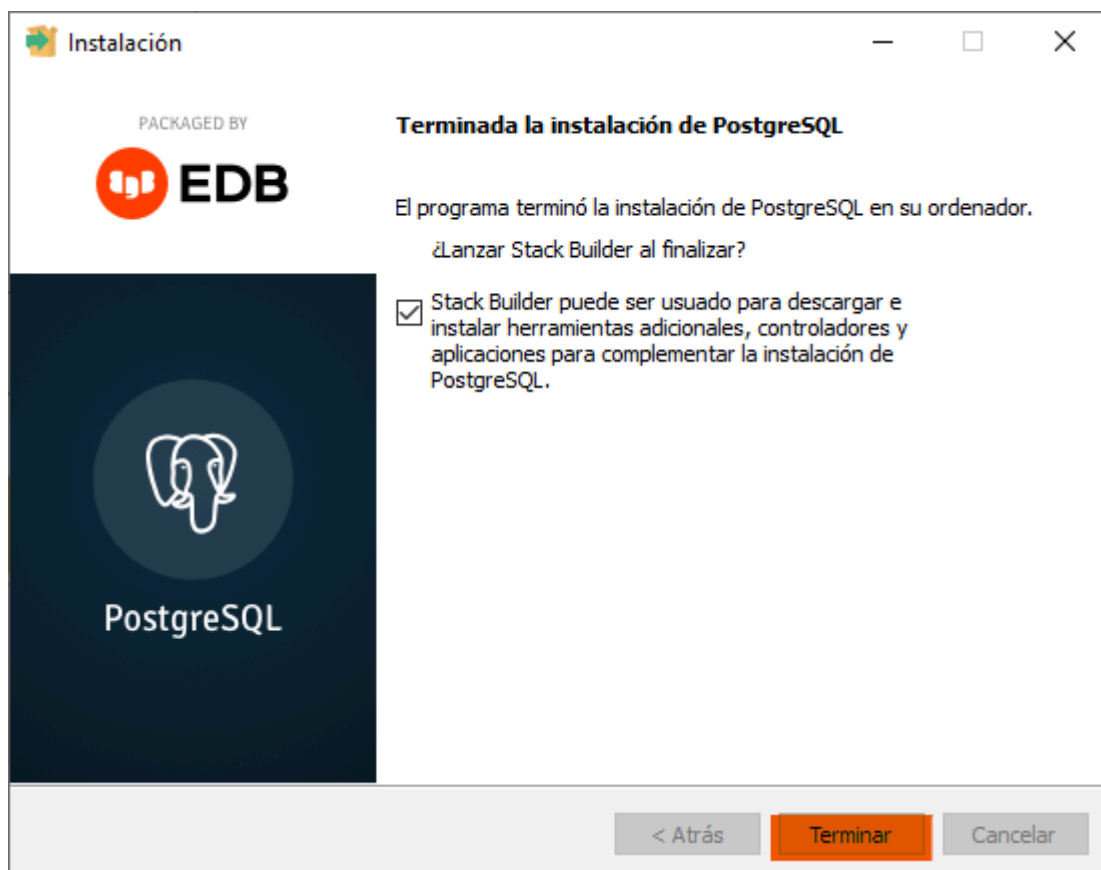 Instalación
PACKAGED BY
EDB
PostgreSQL
Terminada la instalación de PostgreSQL
El programa terminó la instalación de PostgreSQL en su ordenador.
¿Lanzar Stack Builder al finalizar?
Stack Builder puede ser usado para descargar e
instalar herramientas adicionales, controladores y
aplicaciones para complementar la instalación de
PostgreSQL.
< Atrás
Terminar
Cancelar